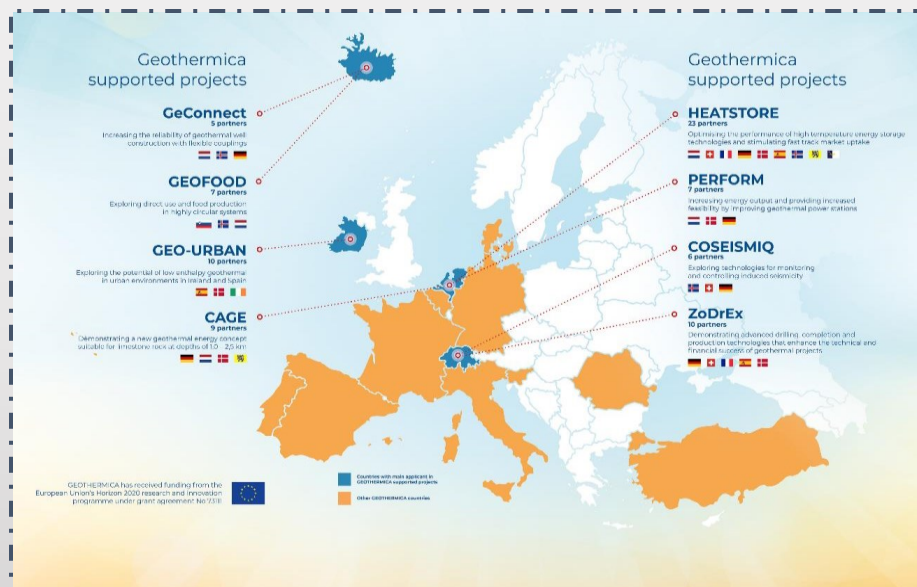 Geothermica
supported projects
GeConnect
5 partners
Increasing the reliability of geothermal well
construction with flexible couplings
GEOFOOD
7 partners
Exploring direct use and food production
in highly circular systems
GEO-URBAN
10 partners
Exploring the potential of low enthalpy geothermal
in urban environments in Ireland and Spain
CAGE
9 partners
Demonstrating a new geothermal energy concept
suitable for limestone rock at depths of 1,0 - 2,5 km
GEOTHERMICA has received funding from the
European Union's Horizon 2020 research and innovation
programme under grant agreement No
Countries with main applicant in
GEOTHERMICA supported projects
Other GEOTHERMICA countries
Geothermica
supported projects
HEATSTORE
23 partners
Optimising the performance of high temperature energy storage
technologies and stimulating fast track market uptake
PERFORM
7 partners
Increasing energy output and providing increased
feasibility by improving geothermal power stations
COSEISMIQ
6 partners
Exploring technologies for monitoring
and controlling induced seismicity
ZoDrEx
10 partners
Demonstrating advanced drilling, completion and
production technologies that enhance the technical and
financial success of geothermal projects